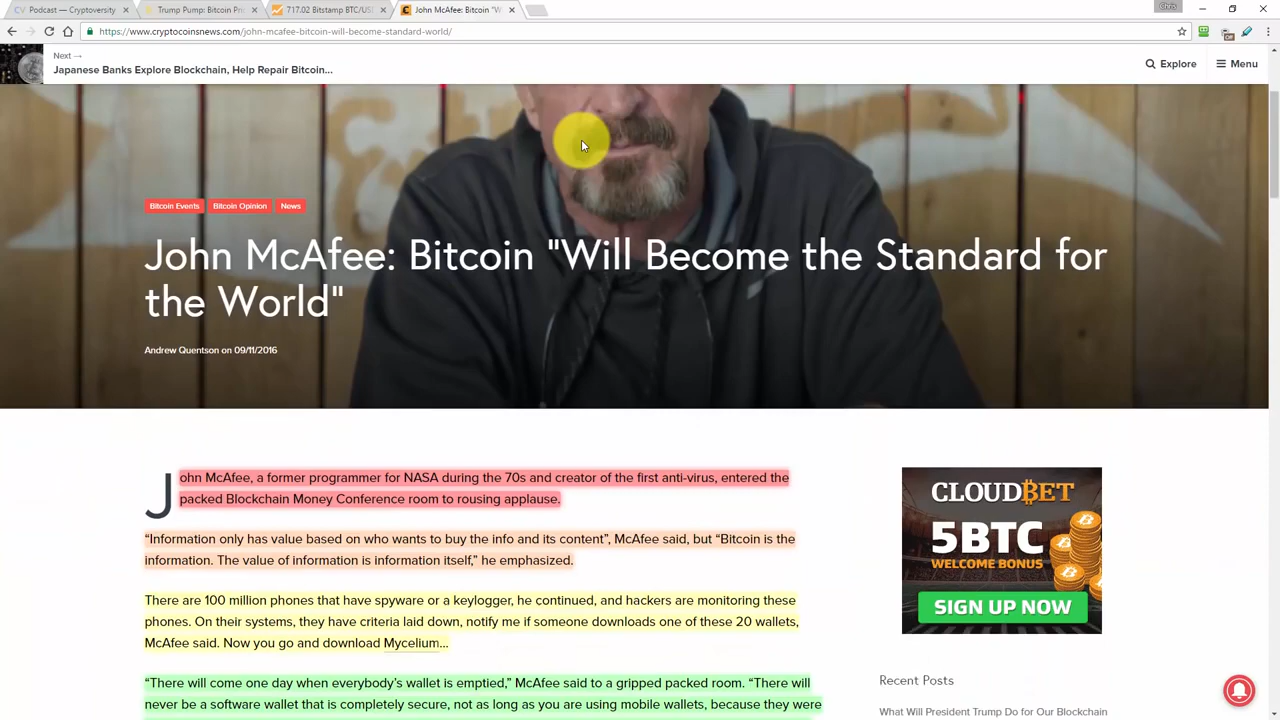 Podcast — Cryptoversity
Trump Pump: Bitcoin Pri
717.02 Bitstamp BTC/USD
John McAfee: Bitcoin "W
Chris
https://www.cryptocoinsnews.com/john-mcafee-bitcoin-will-become-standard-world/
Next →
Japanese Banks Explore Blockchain, Help Repair Bitcoin...
Explore
Menu
Bitcoin Events
Bitcoin Opinion
News
John McAfee: Bitcoin "Will Become the Standard for
the World"
Andrew Quentson on 09/11/2016
John McAfee, a former programmer for NASA during the 70s and creator of the first anti-virus, entered the
packed Blockchain Money Conference room to rousing applause.
“Information only has value based on who wants to buy the info and its content”, McAfee said, but “Bitcoin is the
information. The value of information is information itself,” he emphasized.
There are 100 million phones that have spyware or a keylogger, he continued, and hackers are monitoring these
phones. On their systems, they have criteria laid down, notify me if someone downloads one of these 20 wallets,
McAfee said. Now you go and download Mycelium...
“There will come one day when everybody’s wallet is emptied,” McAfee said to a gripped packed room. “There will
never be a software wallet that is completely secure, not as long as you are using mobile wallets, because they were
CLOUDBET
5BTC
WELCOME BONUS
SIGN UP NOW
Recent Posts
What Will President Trump Do for Our Blockchain